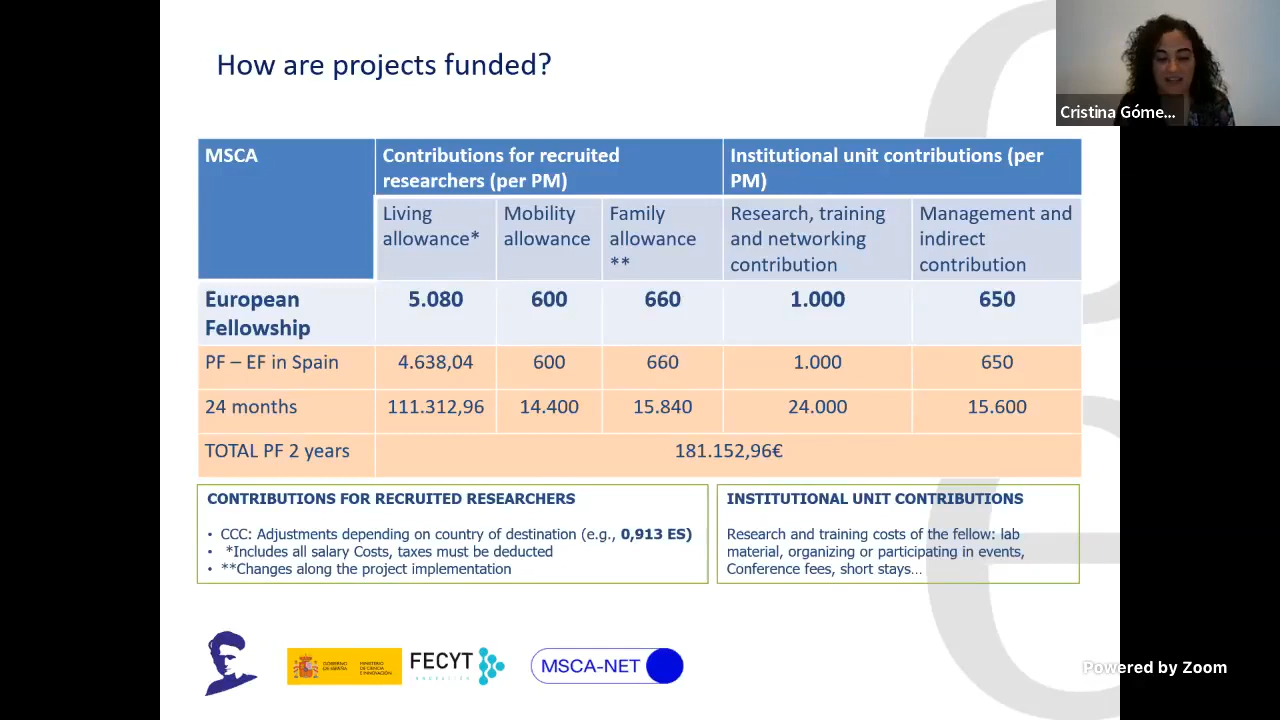 How are projects funded?
Cristina Góme...
MSCA
Contributions for recruited
researchers (per PM)
Institutional unit contributions (per
PM)
Living
allowance*
Mobility
allowance
Family
allowance
**
Research, training
and networking
contribution
Management and
indirect
contribution
European
Fellowship
5.080
600
660
1.000
650
PF – EF in Spain
4.638,04
600
660
1.000
650
24 months
111.312,96
14.400
15.840
24.000
15.600
TOTAL PF 2 years
181.152,96€
CONTRIBUTIONS FOR RECRUITED RESEARCHERS
• CCC: Adjustments depending on country of destination (e.g., 0,913 ES)
• *Includes all salary Costs, taxes must be deducted
• **Changes along the project implementation
INSTITUTIONAL UNIT CONTRIBUTIONS
Research and training costs of the fellow: lab
material, organizing or participating in events,
Conference fees, short stays…
GOBIERNO
DE ESPAÑA
MINISTERIO
DE CIENCIA
E INNOVACIÓN
FECYT
INNOVACIÓN
MSCA-NET
Powered by Zoom